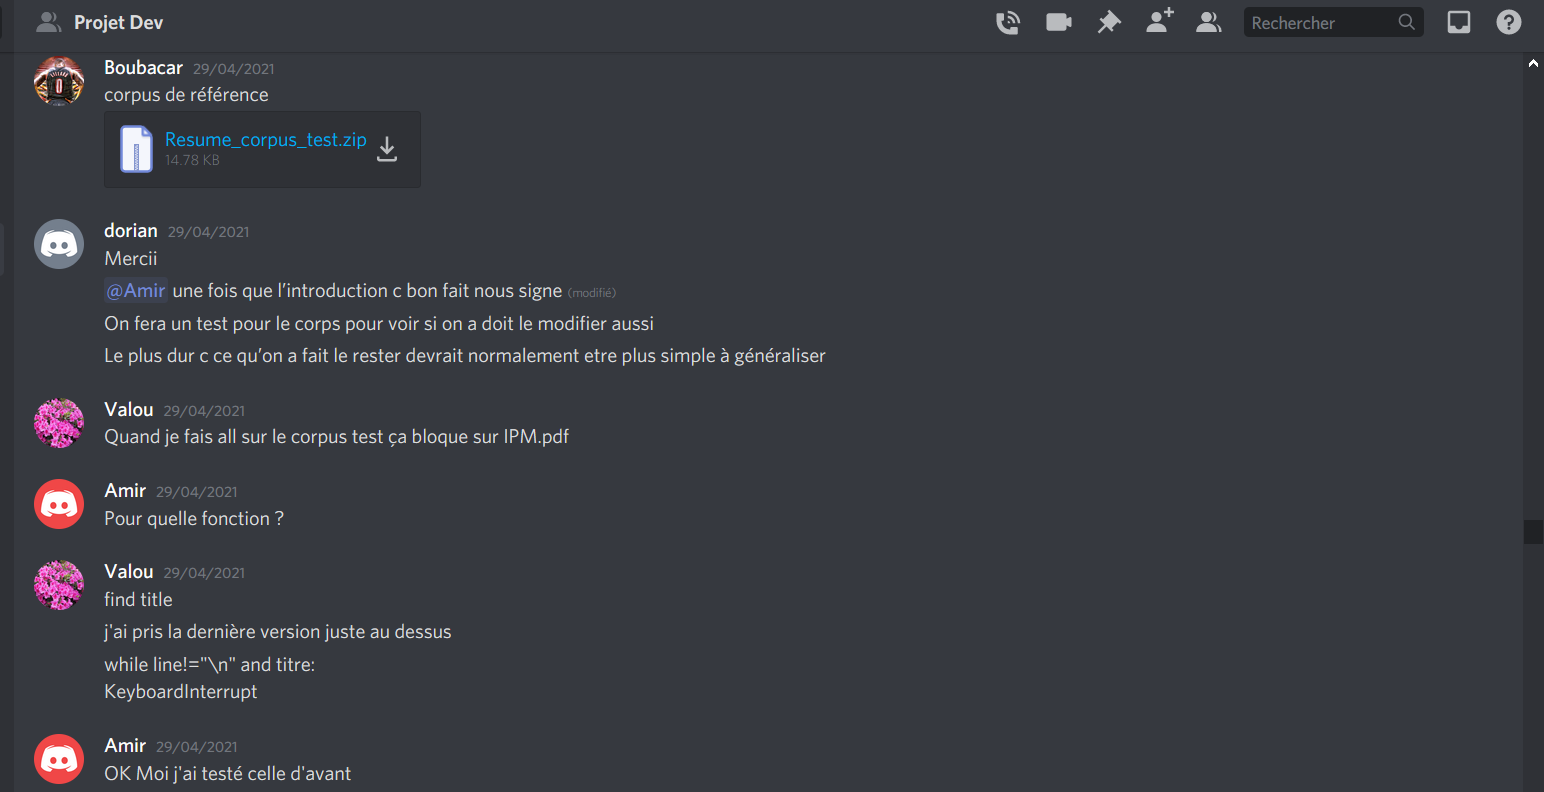 Projet Dev
Rechercher
Boubacar 29/04/2021
corpus de référence
Resume_corpus_test.zip
14.78 KB
dorian 29/04/2021
Mercii
@Amir une fois que l’introduction c bon fait nous signe (modifié)
On fera un test pour le corps pour voir si on a doit le modifier aussi
Le plus dur c ce qu’on a fait le rester devrait normalement etre plus simple à généraliser
Valou 29/04/2021
Quand je fais all sur le corpus test ça bloque sur IPM.pdf
Amir 29/04/2021
Pour quelle fonction ?
Valou 29/04/2021
find title
j'ai pris la dernière version juste au dessus
while line!="\n" and titre:
KeyboardInterrupt
Amir 29/04/2021
OK Moi j'ai testé celle d'avant